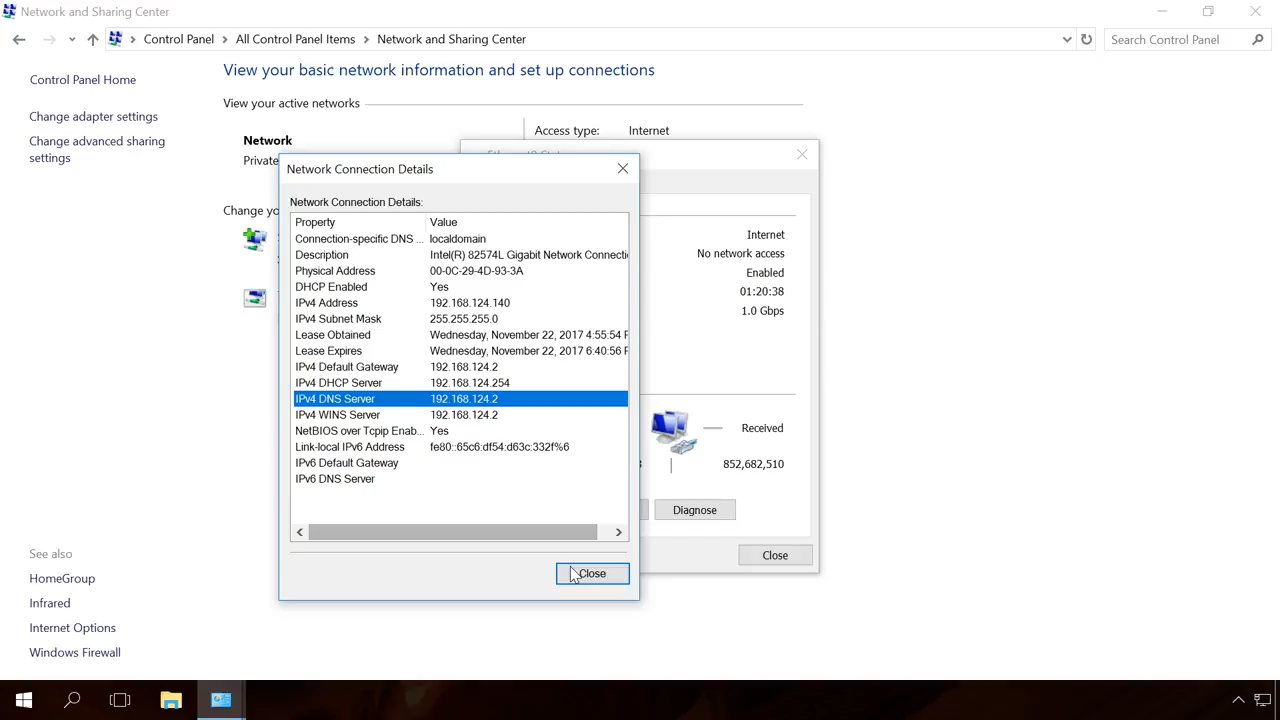 Network and Sharing Center
Control Panel
All Control Panel Items
Network and Sharing Center
Search Control Panel
Control Panel Home
Change adapter settings
Change advanced sharing
settings
See also
HomeGroup
Infrared
Internet Options
Windows Firewall
View your basic network information and set up connections
View your active networks
Network
Private
Access type: Internet
Change yo
Internet
No network access
Enabled
01:20:38
1.0 Gbps
Received
852,682,510
Diagnose
Close
Network Connection Details
Network Connection Details:
Property Value
Connection-specific DNS ... localdomain
Description Intel(R) 82574L Gigabit Network Connecti
Physical Address 00-0C-29-4D-93-3A
DHCP Enabled Yes
IPv4 Address 192.168.124.140
IPv4 Subnet Mask 255.255.255.0
Lease Obtained Wednesday, November 22, 2017 4:55:54 P
Lease Expires Wednesday, November 22, 2017 6:40:56 P
IPv4 Default Gateway 192.168.124.2
IPv4 DHCP Server 192.168.124.254
IPv4 DNS Server 192.168.124.2
IPv4 WINS Server 192.168.124.2
NetBIOS over Tcpip Enab... Yes
Link-local IPv6 Address fe80::65c6:df54:d63c:332f%6
IPv6 Default Gateway
IPv6 DNS Server
Close